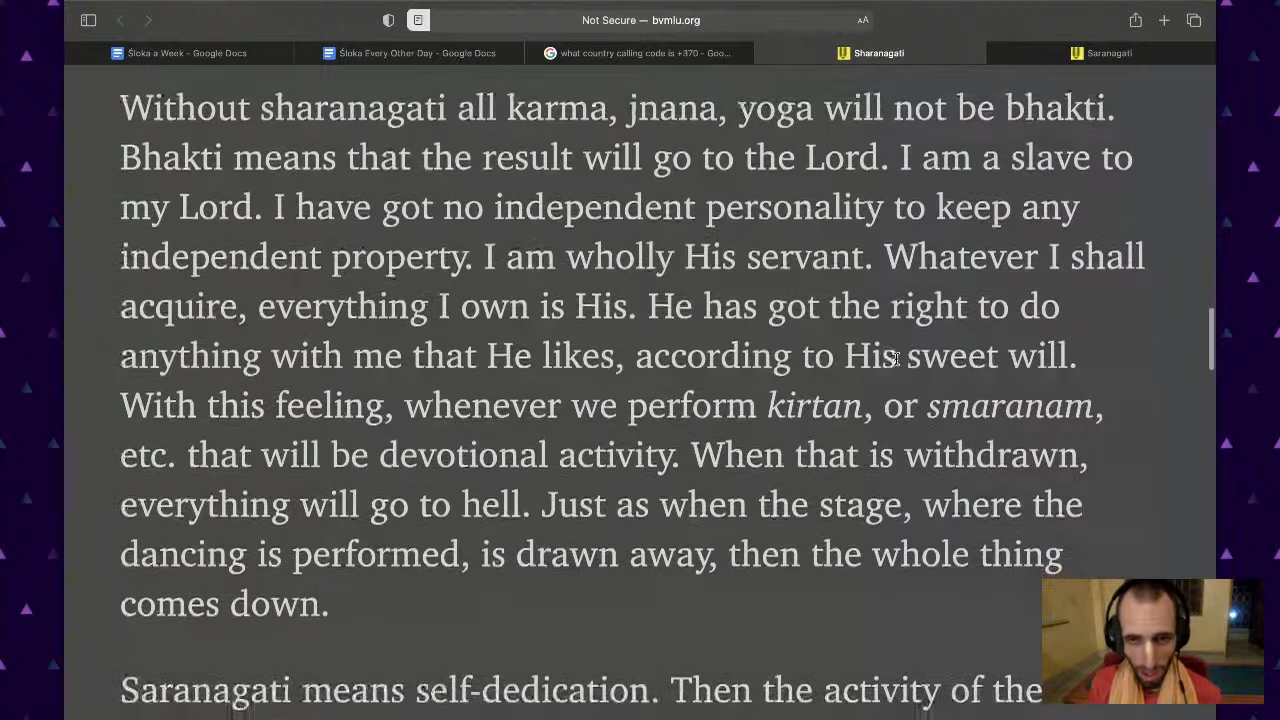 Not Secure — bvmlu.org
AA
Śloka a Week - Google Docs
Śloka Every Other Day - Google Docs
what country calling code is +370 - Goo...
Sharanagati
Saranagati
Without sharanagati all karma, jnana, yoga will not be bhakti.
Bhakti means that the result will go to the Lord. I am a slave to
my Lord. I have got no independent personality to keep any
independent property. I am wholly His servant. Whatever I shall
acquire, everything I own is His. He has got the right to do
anything with me that He likes, according to His sweet will.
With this feeling, whenever we perform kirtan, or smaranam,
etc. that will be devotional activity. When that is withdrawn,
everything will go to hell. Just as when the stage, where the
dancing is performed, is drawn away, then the whole thing
comes down.
Saranagati means self-dedication. Then the activity of the